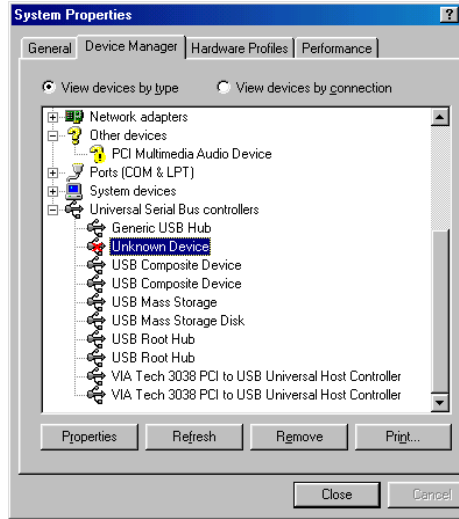 System Properties
General Device Manager Hardware Profiles Performance
View devices by type View devices by connection
Network adapters
Other devices
PCI Multimedia Audio Device
Ports (COM & LPT)
System devices
Universal Serial Bus controllers
Generic USB Hub
Unknown Device
USB Composite Device
USB Composite Device
USB Mass Storage
USB Mass Storage Disk
USB Root Hub
USB Root Hub
VIA Tech 3038 PCI to USB Universal Host Controller
VIA Tech 3038 PCI to USB Universal Host Controller
Properties Refresh Remove Print...
Close Cancel